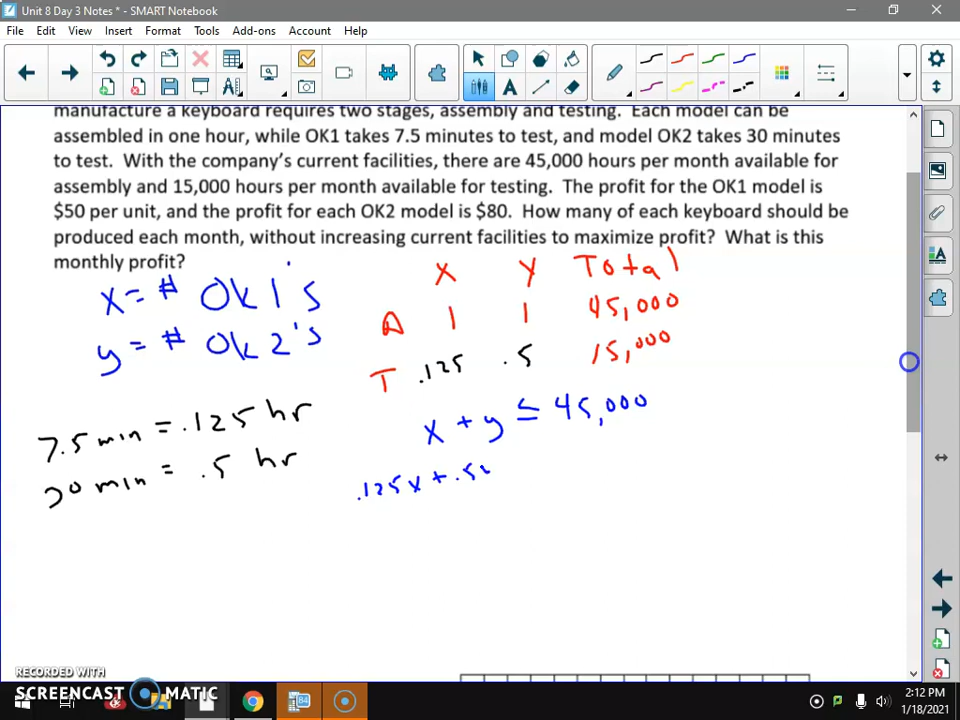 Unit 8 Day 3 Notes * - SMART Notebook
File Edit View Insert Format Tools Add-ons Account Help
manufacture a keyboard requires two stages, assembly and testing. Each model can be
assembled in one hour, while OK1 takes 7.5 minutes to test, and model OK2 takes 30 minutes
to test. With the company's current facilities, there are 45,000 hours per month available for
assembly and 15,000 hours per month available for testing. The profit for the OK1 model is
$50 per unit, and the profit for each OK2 model is $80. How many of each keyboard should be
produced each month, without increasing current facilities to maximize profit? What is this
monthly profit?
x = # Ok1's
y = # Ok2's
X Y Total
A 1 1 45,000
T .125 .5 15,000
7.5 min = .125 hr
30 min = .5 hr
x + y ≤ 45,000
.125x + .5
RECORDED WITH
SCREENCAST MATIC
2:12 PM
1/18/2021